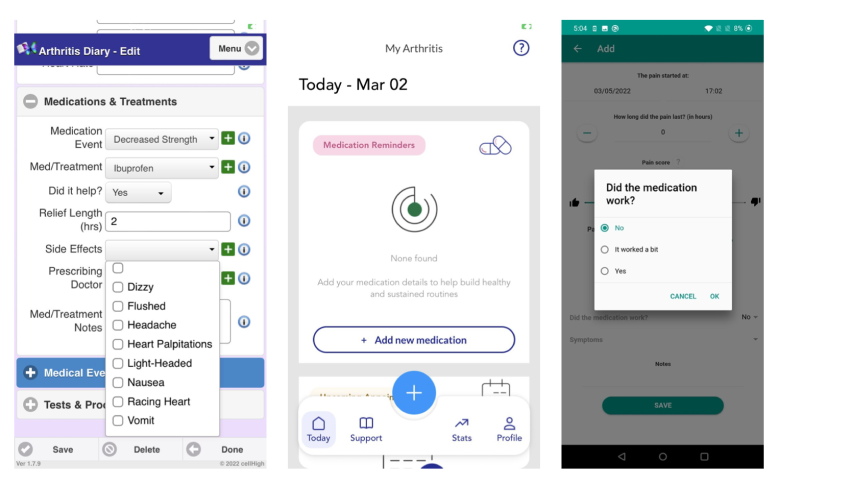 Arthritis Diary - Edit
Menu
Medications & Treatments
Medication Event
Decreased Strength
Med/Treatment
Ibuprofen
Did it help?
Yes
Relief Length (hrs)
2
Side Effects
Prescribing Doctor
Dizzy
Flushed
Headache
Heart Palpitations
Light-Headed
Nausea
Racing Heart
Vomit
Med/Treatment Notes
Medical Eve
Tests & Pro
Save
Delete
Done
Ver 1.7.9
© 2022 cellHigh
My Arthritis
?
Today - Mar 02
Medication Reminders
None found
Add your medication details to help build healthy
and sustained routines
+ Add new medication
+
Today
Support
Stats
Profile
5:04
8%
Add
The pain started at:
03/05/2022
17:02
How long did the pain last? (in hours)
0
Pain score ?
Did the medication
work?
No
It worked a bit
Yes
CANCEL
OK
Did the medication work?
No
Symptoms
Notes
SAVE